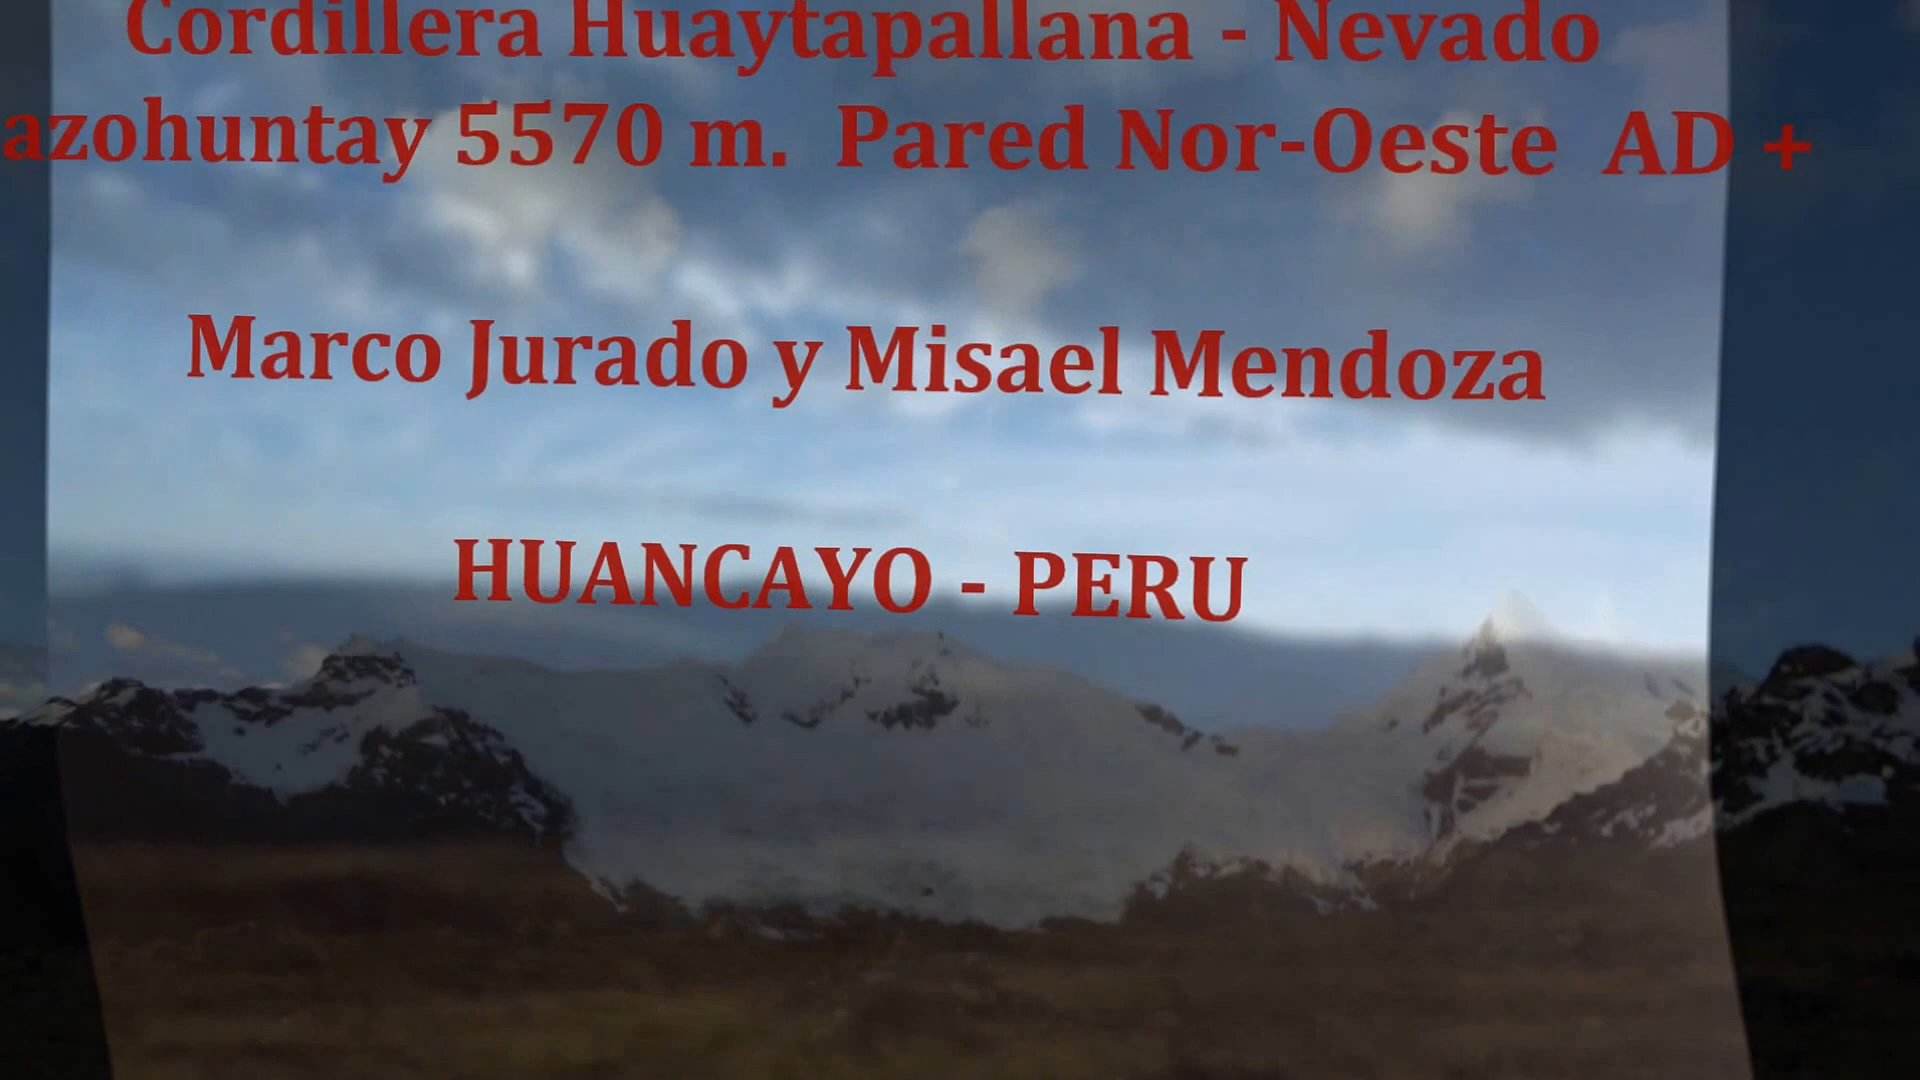 Cordillera Huaytapallana - Nevado
azohuntay 5570 m. Pared Nor-Oeste AD +
Marco Jurado y Misael Mendoza
HUANCAYO - PERU